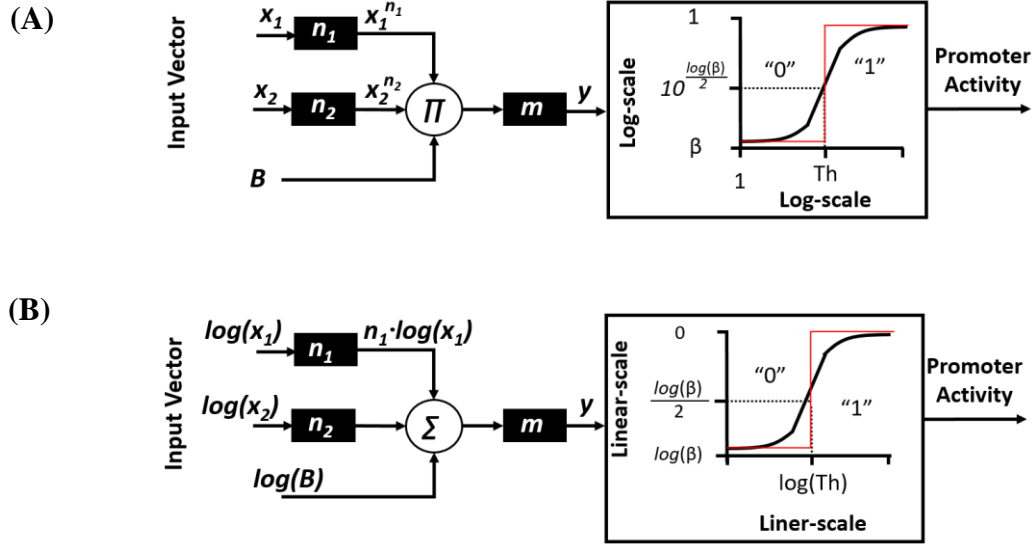 (A)
Input Vector
x₁
n₁
x₁^n₁
x₂
n₂
x₂^n₂
B
Π
m
y
Log-scale
1
10^(log(β)/2)
β
"0"
"1"
1
Th
Log-scale
Promoter
Activity
(B)
Input Vector
log(x₁)
n₁
n₁·log(x₁)
log(x₂)
n₂
log(B)
Σ
m
y
Linear-scale
0
log(β)
2
log(β)
"0"
"1"
log(Th)
Liner-scale
Promoter
Activity